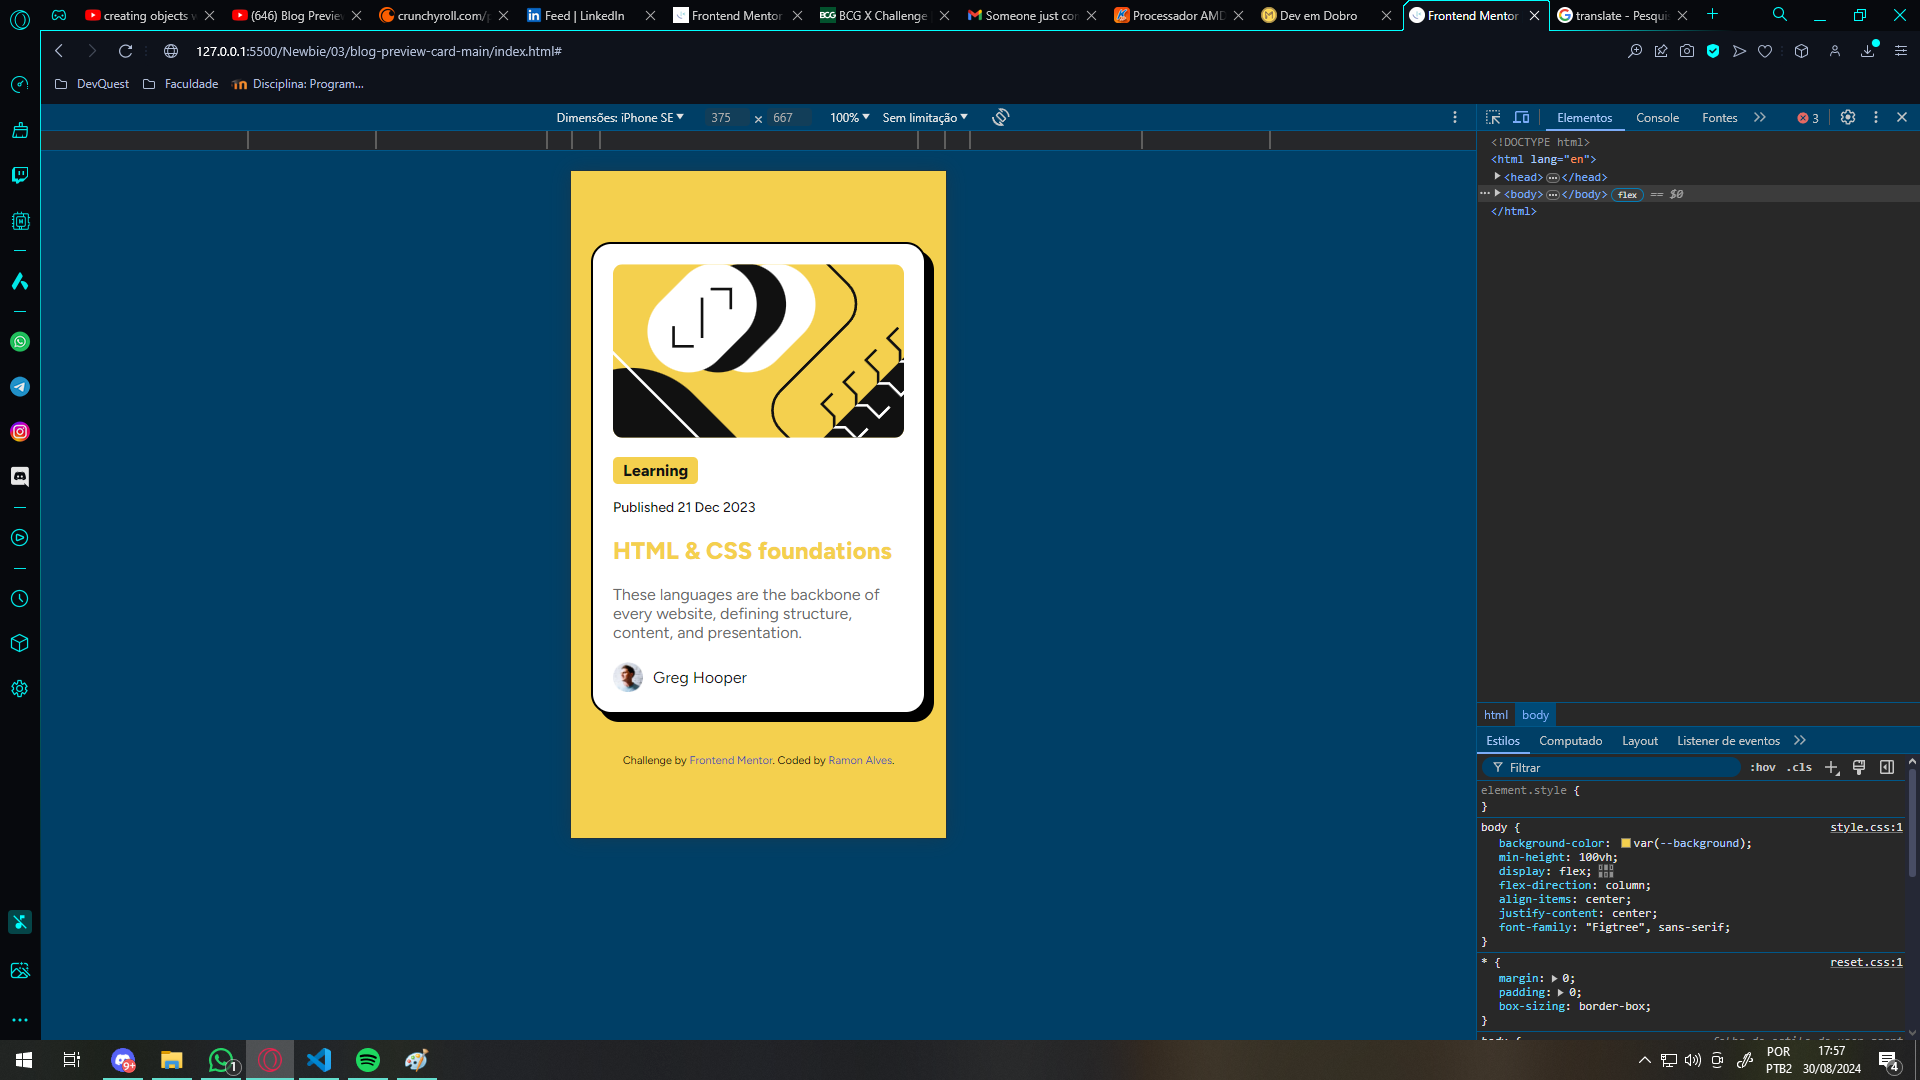 creating objects w
(646) Blog Preview
crunchyroll.com/p
Feed | LinkedIn
Frontend Mentor
BCG BCG X Challenge
Someone just con
Processador AMD
Dev em Dobro
Frontend Mentor
translate - Pesquis
127.0.0.1:5500/Newbie/03/blog-preview-card-main/index.html#
DevQuest
Faculdade
Disciplina: Program...
Dimensões: iPhone SE
375 × 667
100%
Sem limitação
Elementos
Console
Fontes
3
<!DOCTYPE html>
<html lang="en">
<head> </head>
<body> </body> flex == $0
</html>
Learning
Published 21 Dec 2023
HTML & CSS foundations
These languages are the backbone of
every website, defining structure,
content, and presentation.
Greg Hooper
Challenge by Frontend Mentor. Coded by Ramon Alves.
html body
Estilos
Computado
Layout
Listener de eventos
Filtrar
:hov .cls
element.style {
}
body { style.css:1
background-color: var(--background);
min-height: 100vh;
display: flex;
flex-direction: column;
align-items: center;
justify-content: center;
font-family: "Figtree", sans-serif;
}
* { reset.css:1
margin: 0;
padding: 0;
box-sizing: border-box;
}
9+
1
POR
PTB2
17:57
30/08/2024
4